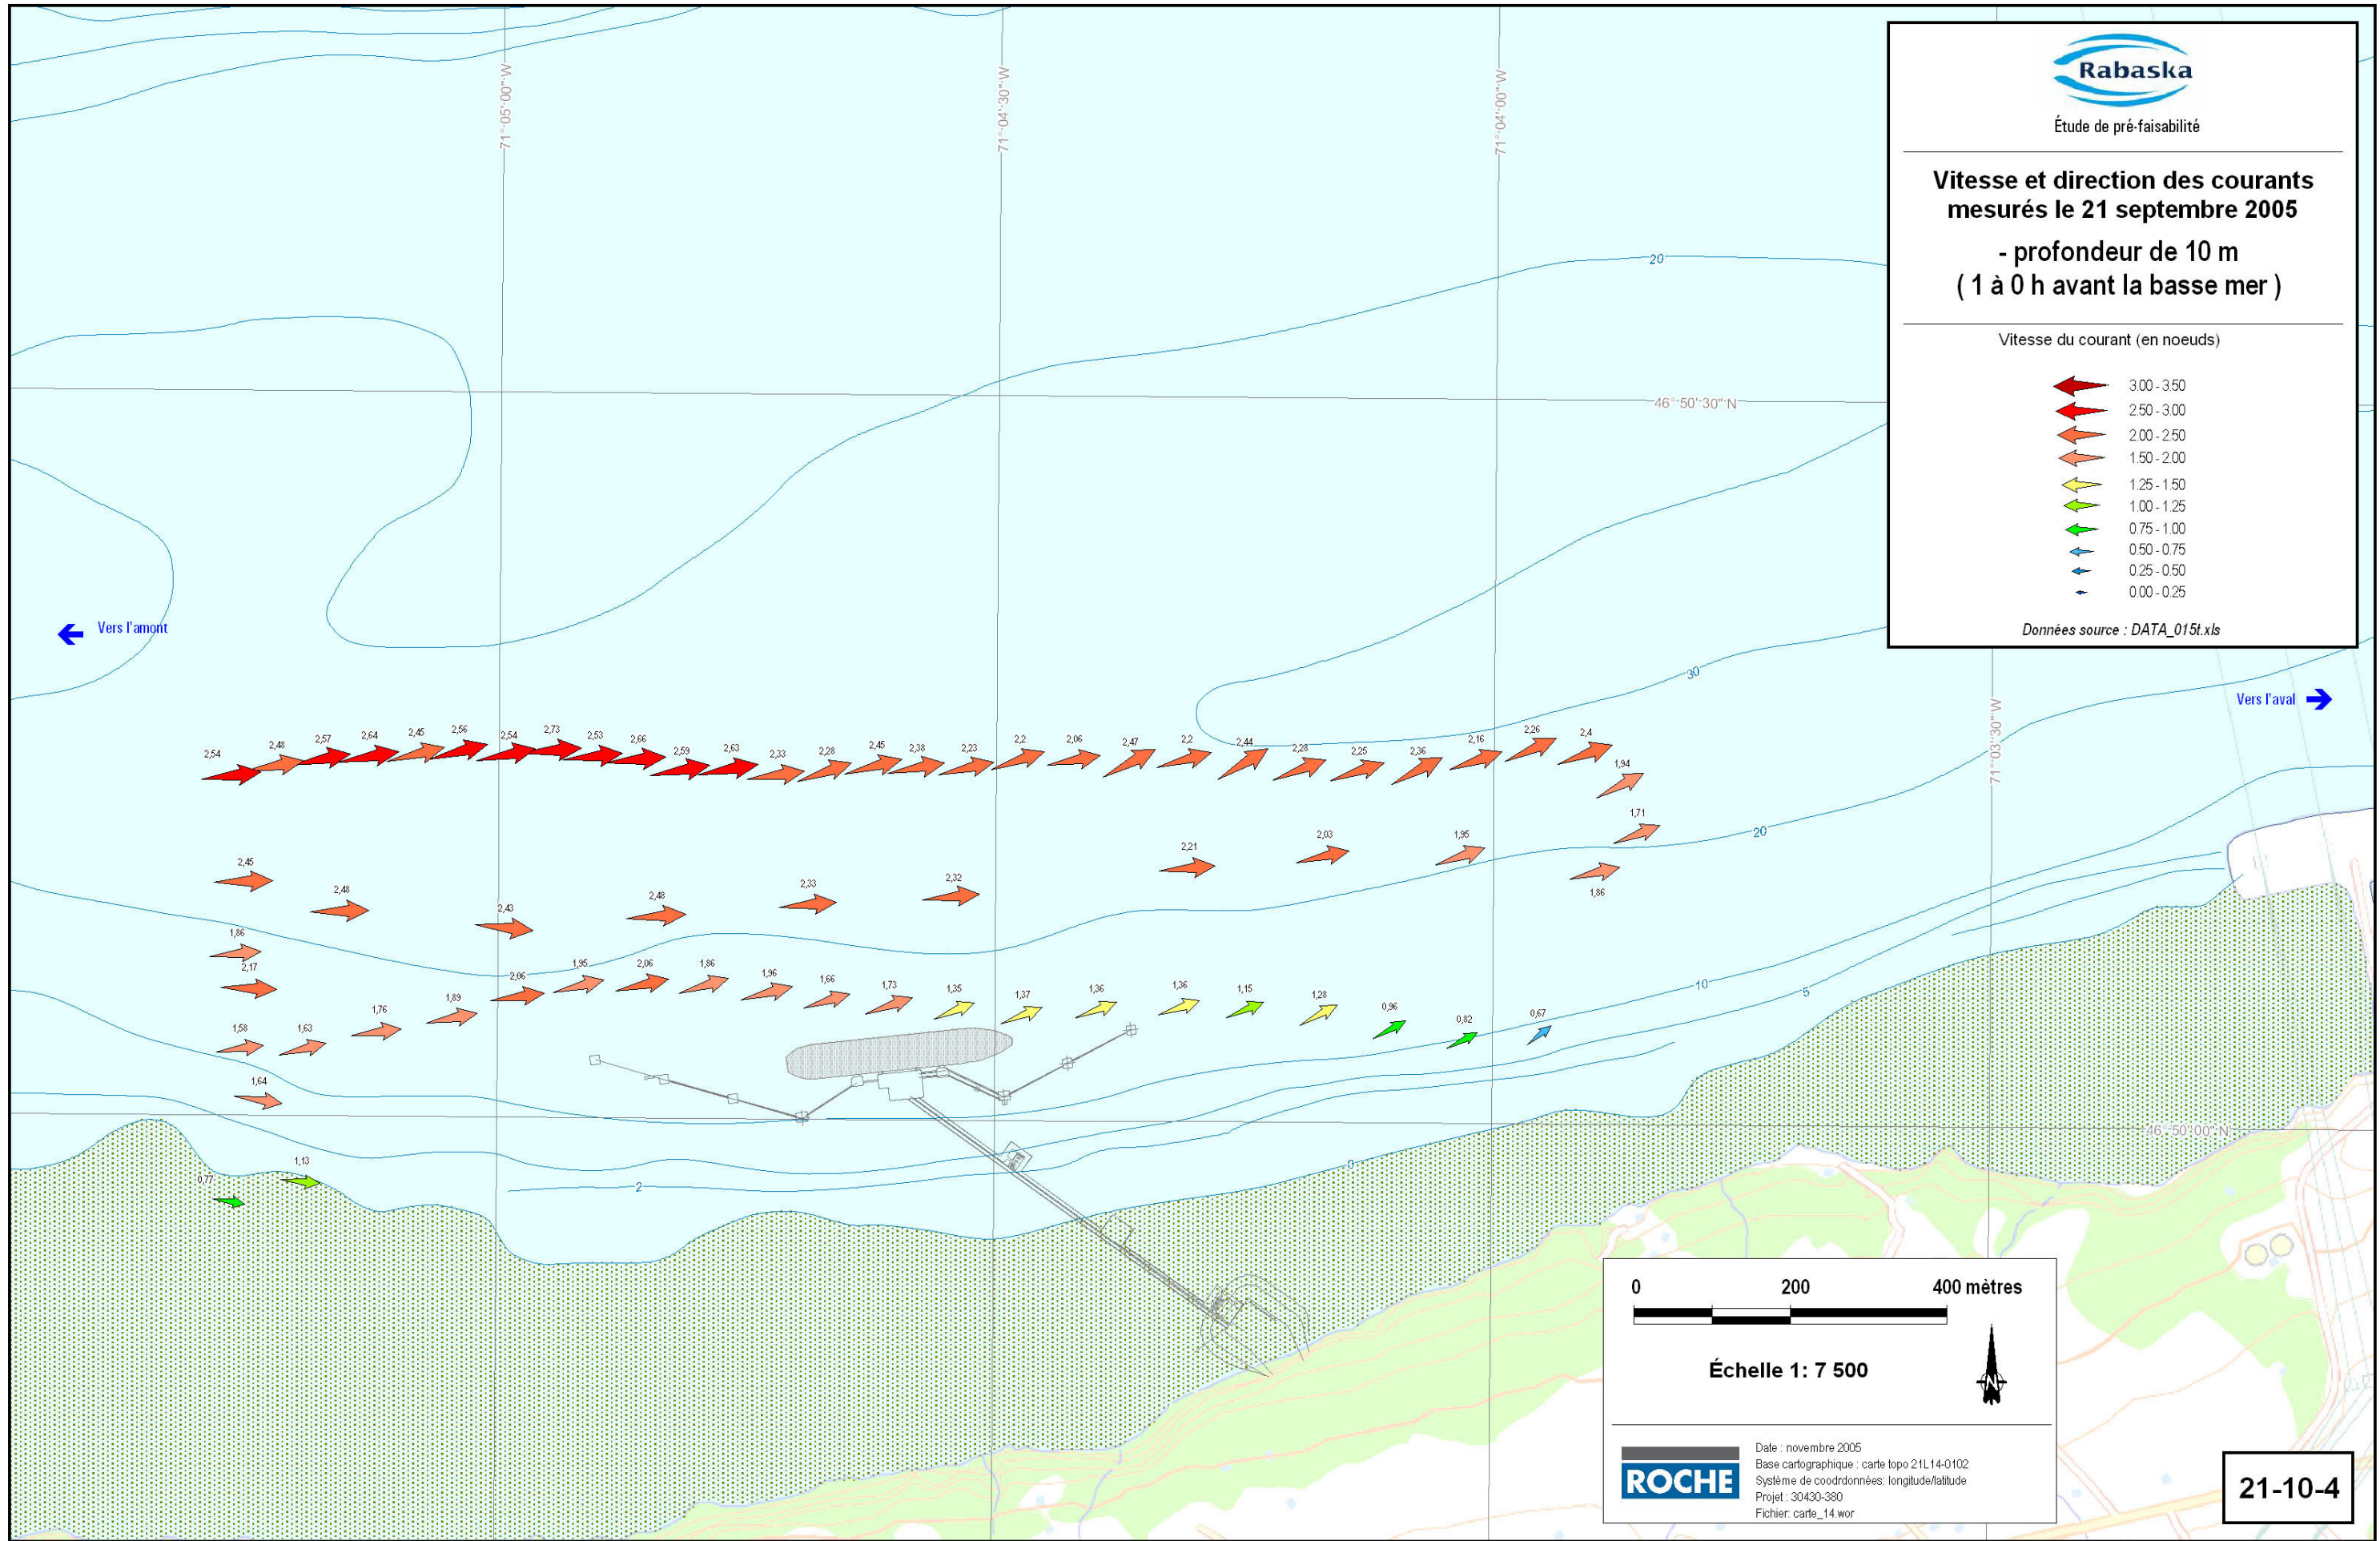 71°05'00"W
71°04'30"W
71°04'00"W
Rabaska
Étude de pré-faisabilité
Vitesse et direction des courants
mesurés le 21 septembre 2005
- profondeur de 10 m
( 1 à 0 h avant la basse mer )
Vitesse du courant (en noeuds)
3.00 - 3.50
2.50 - 3.00
2.00 - 2.50
1.50 - 2.00
1.25 - 1.50
1.00 - 1.25
0.75 - 1.00
0.50 - 0.75
0.25 - 0.50
0.00 - 0.25
Données source : DATA_015t.xls
20
46°50'30"N
Vers l'amont
30
Vers l'aval
71°03'30"W
2,54
2,48
2,57
2,64
2,45
2,56
2,54
2,73
2,53
2,66
2,59
2,63
2,33
2,28
2,45
2,38
2,23
2,2
2,06
2,47
2,2
2,44
2,28
2,25
2,36
2,16
2,26
2,4
1,94
1,71
20
2,45
2,48
2,43
2,48
2,33
2,32
2,21
2,03
1,95
1,86
1,86
2,17
1,58
1,63
1,76
1,89
2,06
1,95
2,06
1,86
1,96
1,66
1,73
1,35
1,37
1,36
1,36
1,15
1,28
0,96
0,82
0,67
10
5
1,64
46°50'00"N
1,13
0,77
2
0
0 200 400 mètres
Échelle 1: 7 500
N
ROCHE
Date : novembre 2005
Base cartographique : carte topo 21L14-0102
Système de coodrdonnées: longitude/latitude
Projet : 30430-380
Fichier: carte_14.wor
21-10-4